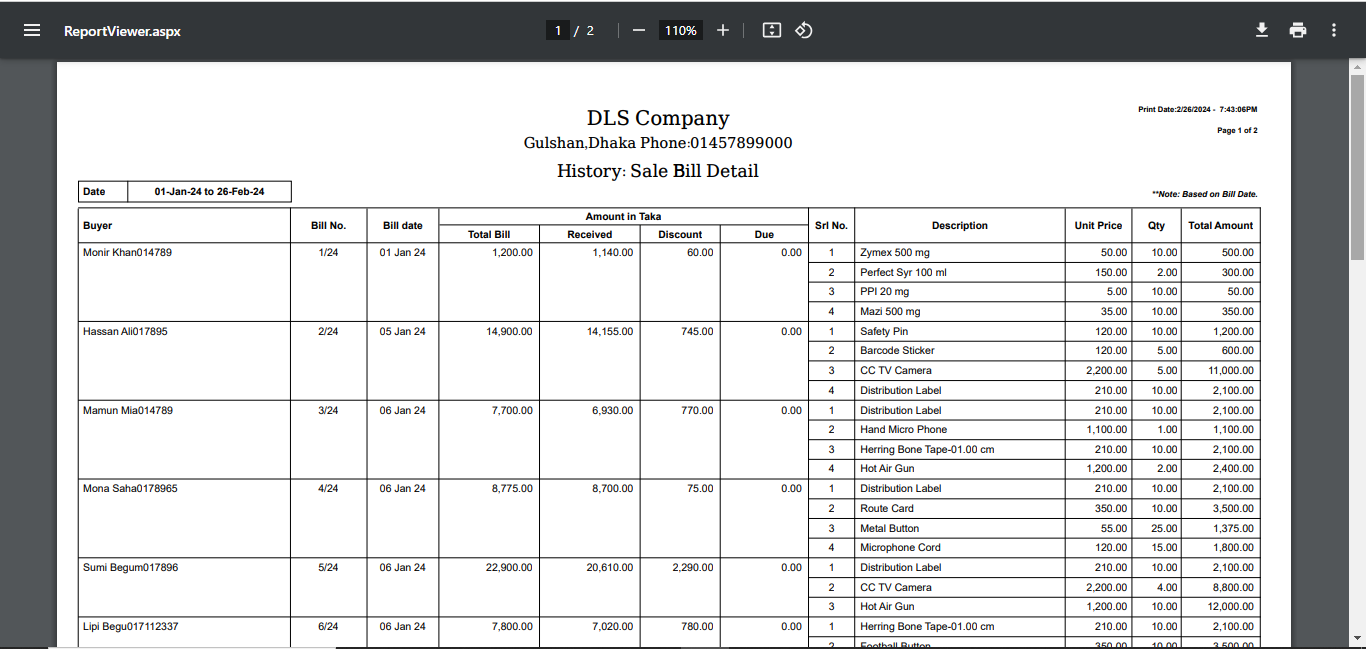 ReportViewer.aspx 1 / 2 110%
Print Date:2/26/2024 - 7:43:06PM
DLS Company
Page 1 of 2
Gulshan,Dhaka Phone:01457899000
History: Sale Bill Detail
Date 01-Jan-24 to 26-Feb-24
**Note: Based on Bill Date.
Buyer Bill No. Bill date Amount in Taka Srl No. Description Unit Price Qty Total Amount
Total Bill Received Discount Due
Monir Khan014789 1/24 01 Jan 24 1,200.00 1,140.00 60.00 0.00 1 Zymex 500 mg 50.00 10.00 500.00
2 Perfect Syr 100 ml 150.00 2.00 300.00
3 PPI 20 mg 5.00 10.00 50.00
4 Mazi 500 mg 35.00 10.00 350.00
Hassan Ali017895 2/24 05 Jan 24 14,900.00 14,155.00 745.00 0.00 1 Safety Pin 120.00 10.00 1,200.00
2 Barcode Sticker 120.00 5.00 600.00
3 CC TV Camera 2,200.00 5.00 11,000.00
4 Distribution Label 210.00 10.00 2,100.00
Mamun Mia014789 3/24 06 Jan 24 7,700.00 6,930.00 770.00 0.00 1 Distribution Label 210.00 10.00 2,100.00
2 Hand Micro Phone 1,100.00 1.00 1,100.00
3 Herring Bone Tape-01.00 cm 210.00 10.00 2,100.00
4 Hot Air Gun 1,200.00 2.00 2,400.00
Mona Saha0178965 4/24 06 Jan 24 8,775.00 8,700.00 75.00 0.00 1 Distribution Label 210.00 10.00 2,100.00
2 Route Card 350.00 10.00 3,500.00
3 Metal Button 55.00 25.00 1,375.00
4 Microphone Cord 120.00 15.00 1,800.00
Sumi Begum017896 5/24 06 Jan 24 22,900.00 20,610.00 2,290.00 0.00 1 Distribution Label 210.00 10.00 2,100.00
2 CC TV Camera 2,200.00 4.00 8,800.00
3 Hot Air Gun 1,200.00 10.00 12,000.00
Lipi Begu017112337 6/24 06 Jan 24 7,800.00 7,020.00 780.00 0.00 1 Herring Bone Tape-01.00 cm 210.00 10.00 2,100.00
2 Football Button 350.00 10.00 3,500.00